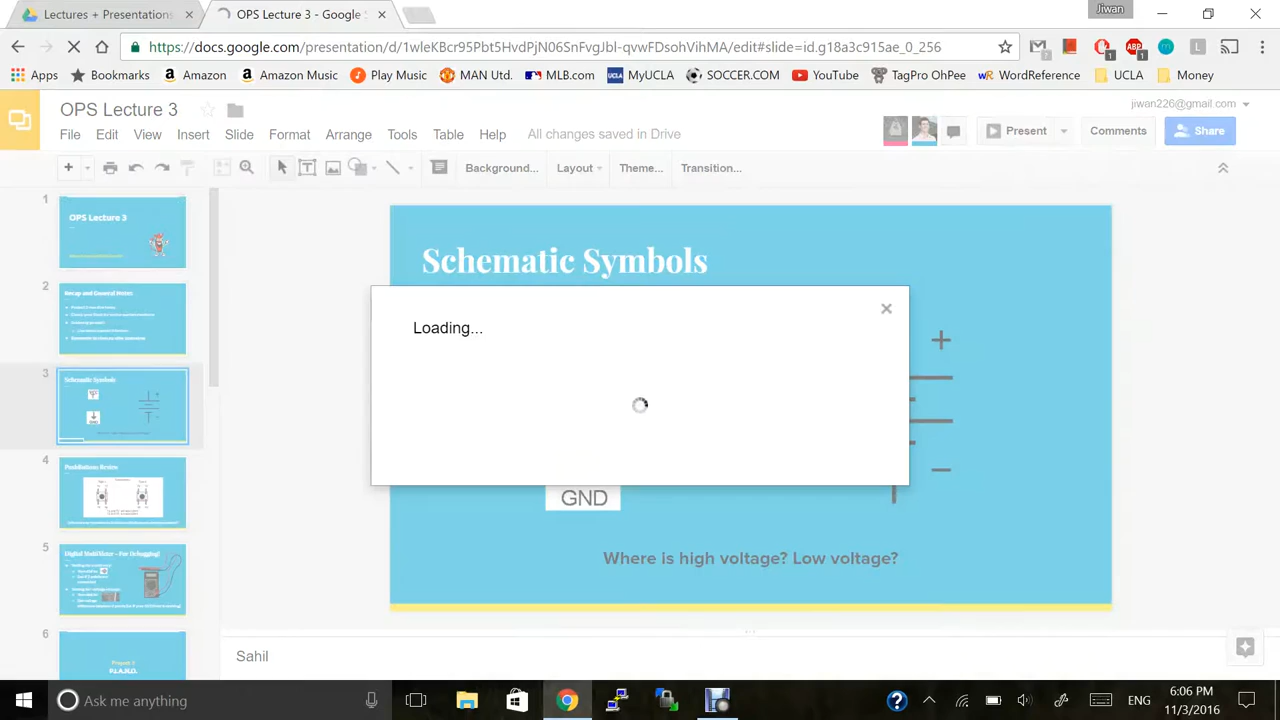 Lectures + Presentations
OPS Lecture 3 - Google S
Jiwan
https://docs.google.com/presentation/d/1wleKBcr95Pbt5HvdPjN06SnFvgJbl-qvwFDsohVihMA/edit#slide=id.g18a3c915ae_0_256
Apps Bookmarks Amazon Amazon Music Play Music MAN Utd. MLB.com MyUCLA SOCCER.COM YouTube TagPro OhPee WordReference UCLA Money
OPS Lecture 3
jiwan226@gmail.com
File Edit View Insert Slide Format Arrange Tools Table Help All changes saved in Drive
Present Comments Share
Background... Layout Theme... Transition...
1
OPS Lecture 3
2
Recap and General Notes
3
Schematic Symbols
4
Pushbuttons Review
5
Digital MultiMeter - For Debugging!
6
Project 1
Schematic Symbols
Loading...
+
−
GND
Where is high voltage? Low voltage?
Sahil
Ask me anything
ENG
6:06 PM
11/3/2016